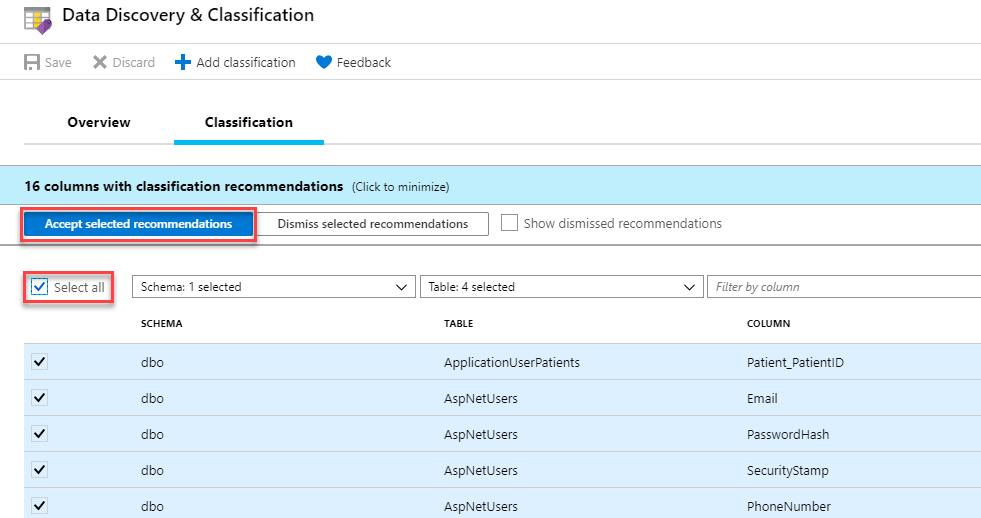 Data Discovery & Classification
Save Discard Add classification Feedback
Overview Classification
16 columns with classification recommendations (Click to minimize)
Accept selected recommendations Dismiss selected recommendations Show dismissed recommendations
Select all Schema: 1 selected Table: 4 selected Filter by column
SCHEMA TABLE COLUMN
dbo ApplicationUserPatients Patient_PatientID
dbo AspNetUsers Email
dbo AspNetUsers PasswordHash
dbo AspNetUsers SecurityStamp
dbo AspNetUsers PhoneNumber